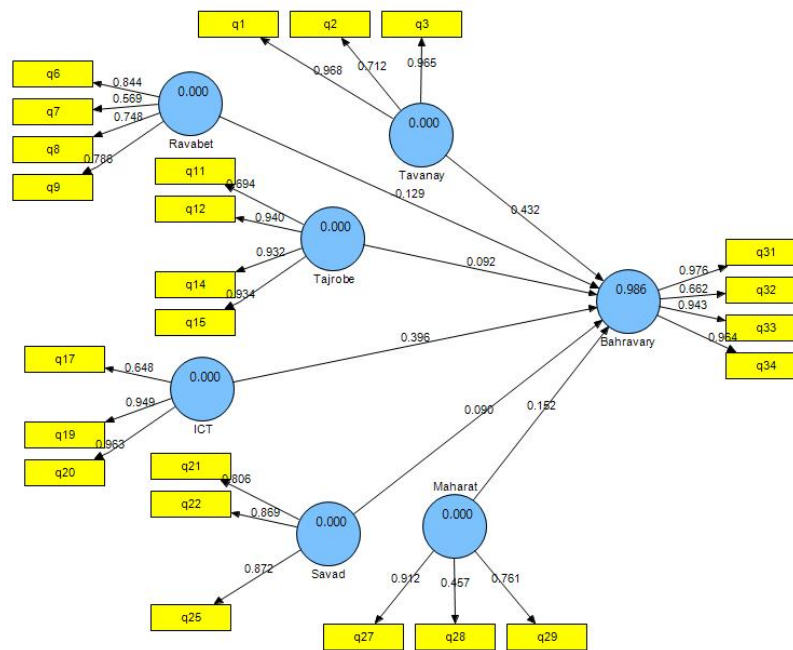 q1
q2
q3
0.968
0.712
0.965
0.000
Tavanay
q6
q7
q8
q9
0.844
0.569
0.748
0.786
0.000
Ravabet
q11
q12
q14
q15
0.694
0.940
0.932
0.934
0.000
Tajrobe
0.129
0.432
0.092
0.396
0.090
0.152
0.986
Bahravary
0.976
0.662
0.943
0.964
q31
q32
q33
q34
q17
q19
q20
0.648
0.949
0.963
0.000
ICT
q21
q22
q25
0.806
0.869
0.872
0.000
Savad
Maharat
0.000
0.912
0.457
0.761
q27
q28
q29